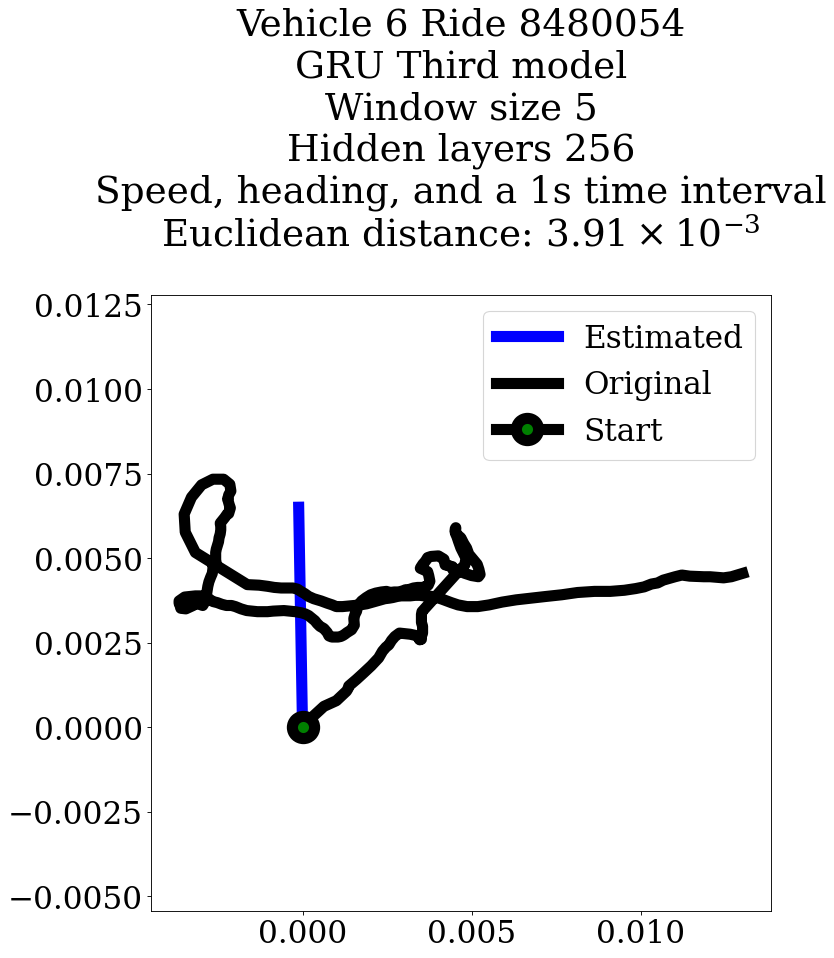 Vehicle 6 Ride 8480054
GRU Third model
Window size 5
Hidden layers 256
Speed, heading, and a 1s time interval
Euclidean distance: 3.91 × 10⁻³
0.0125
0.0100
0.0075
0.0050
0.0025
0.0000
−0.0025
−0.0050
Estimated
Original
Start
0.000 0.005 0.010